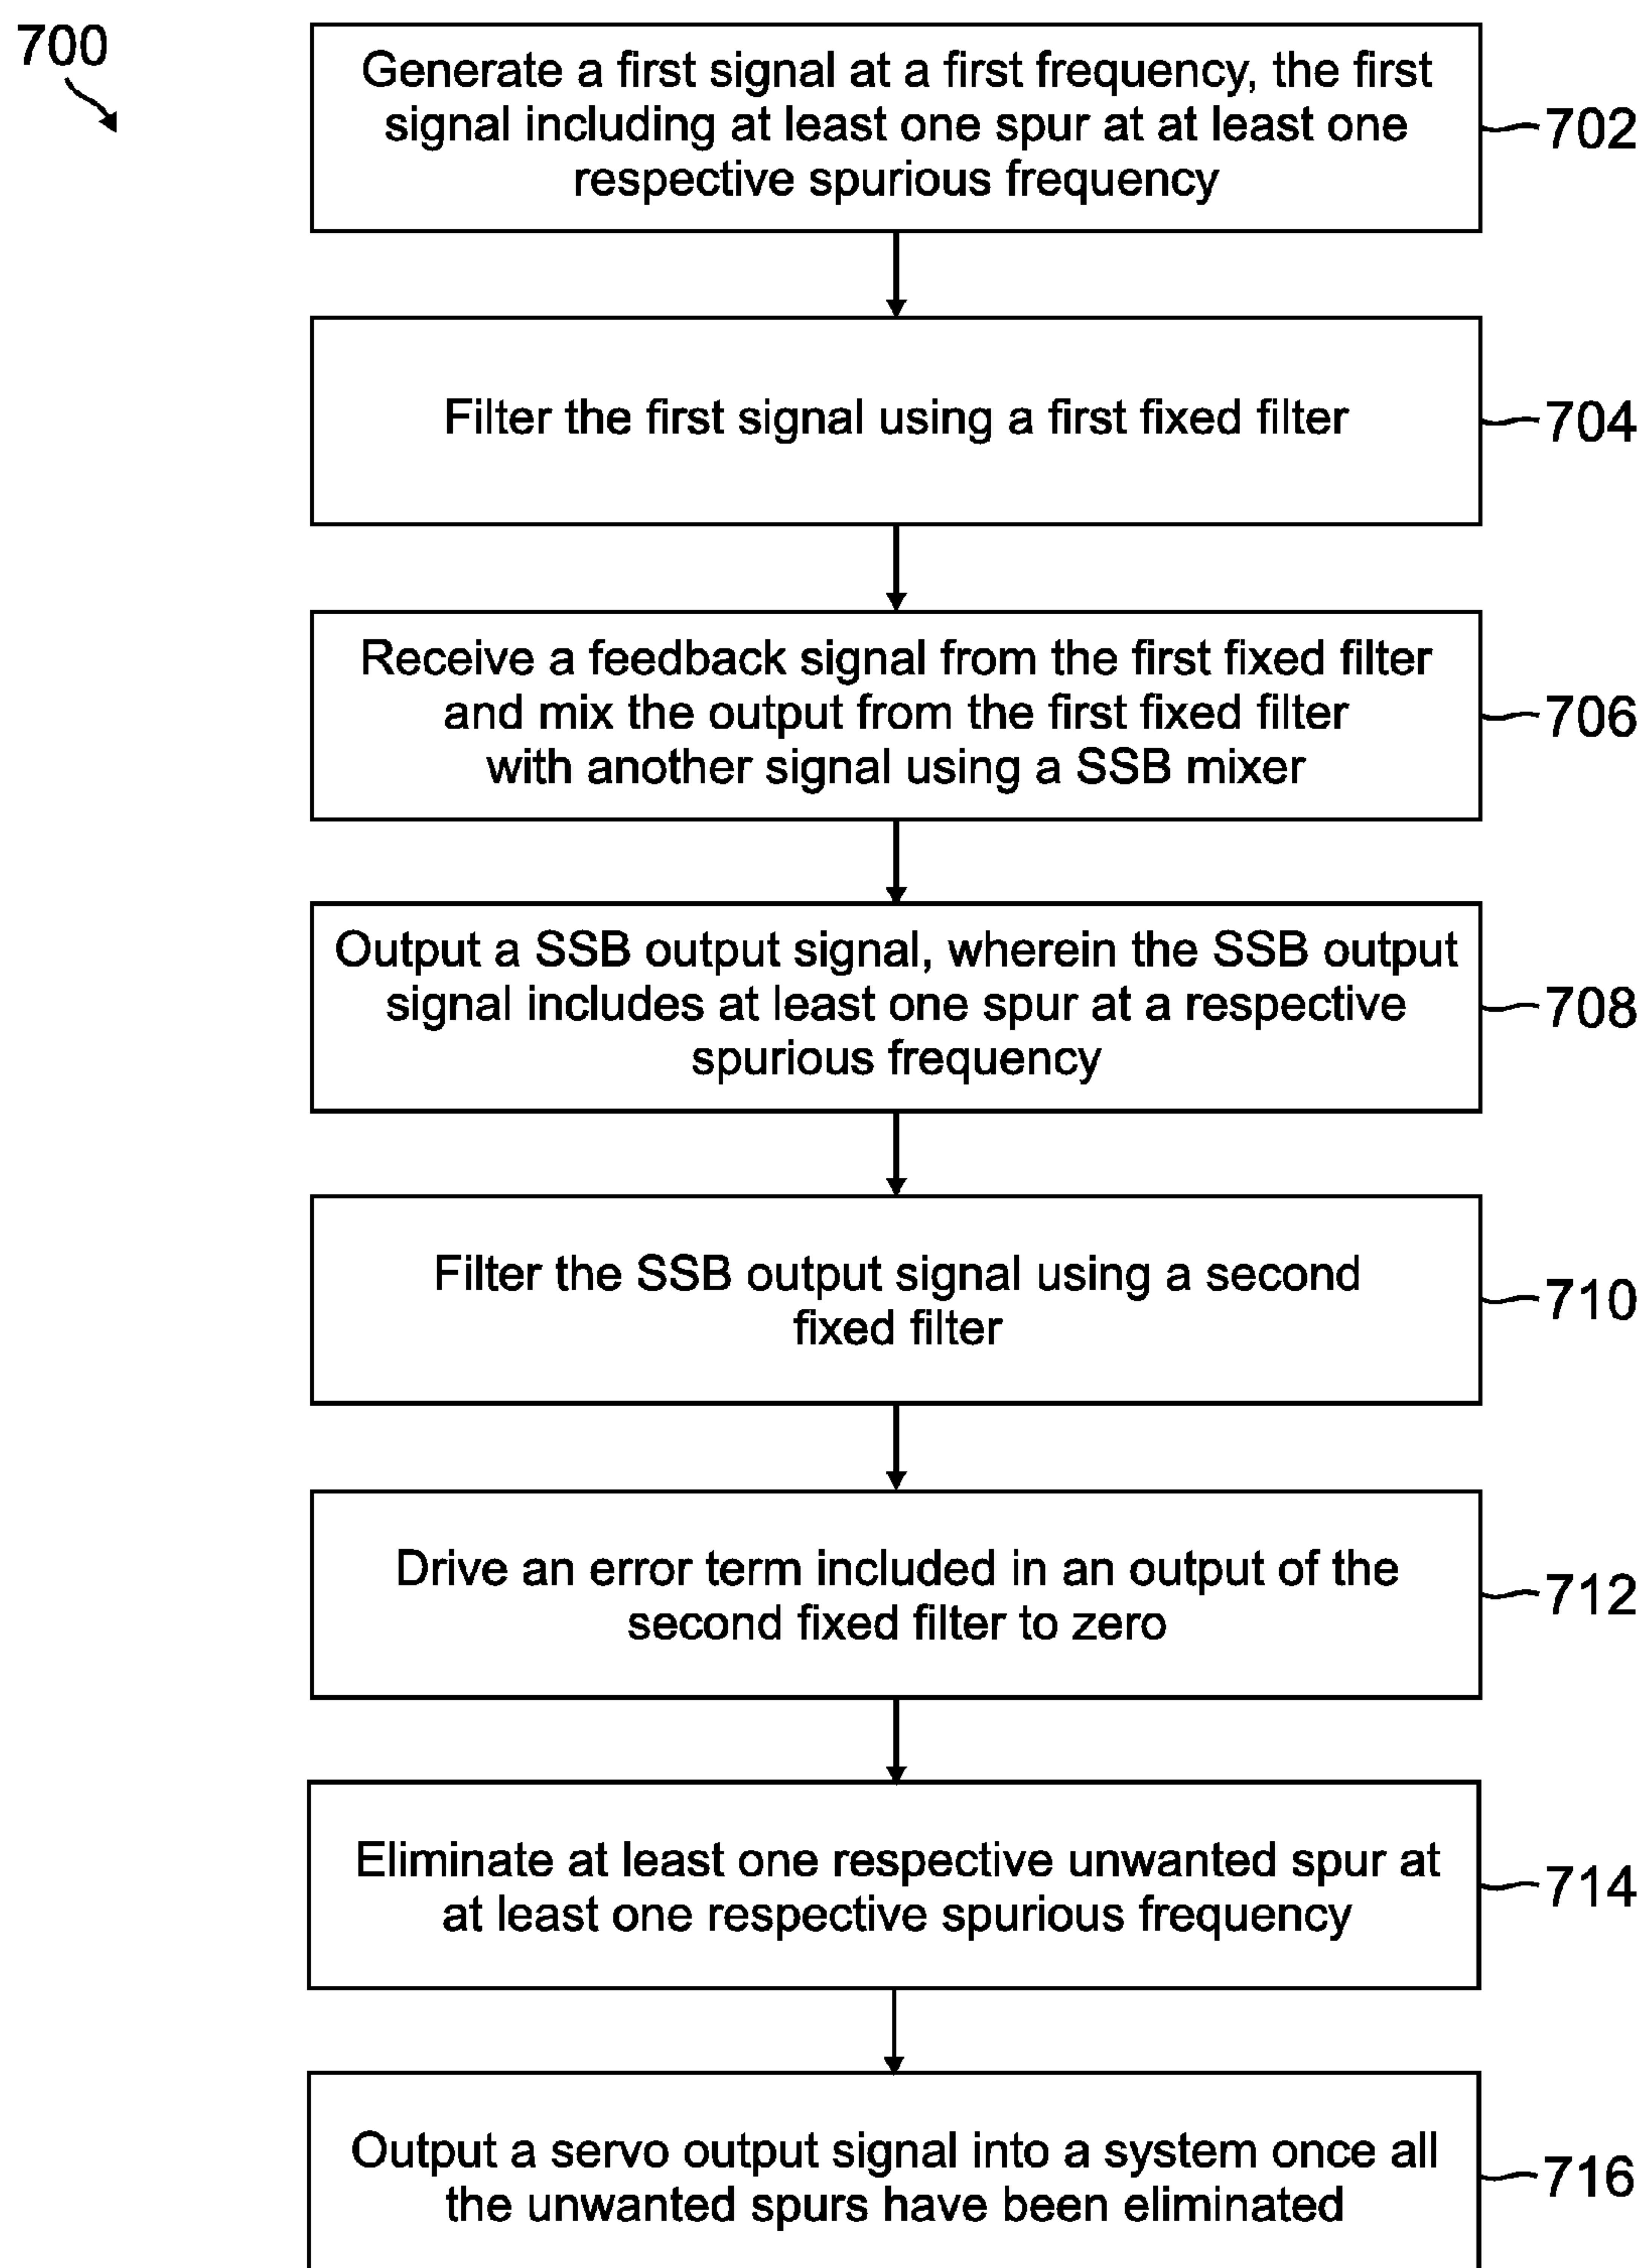 700
Generate a first signal at a first frequency, the first
signal including at least one spur at at least one
respective spurious frequency
702
Filter the first signal using a first fixed filter
704
Receive a feedback signal from the first fixed filter
and mix the output from the first fixed filter
with another signal using a SSB mixer
706
Output a SSB output signal, wherein the SSB output
signal includes at least one spur at a respective
spurious frequency
708
Filter the SSB output signal using a second
fixed filter
710
Drive an error term included in an output of the
second fixed filter to zero
712
Eliminate at least one respective unwanted spur at
at least one respective spurious frequency
714
Output a servo output signal into a system once all
the unwanted spurs have been eliminated
716